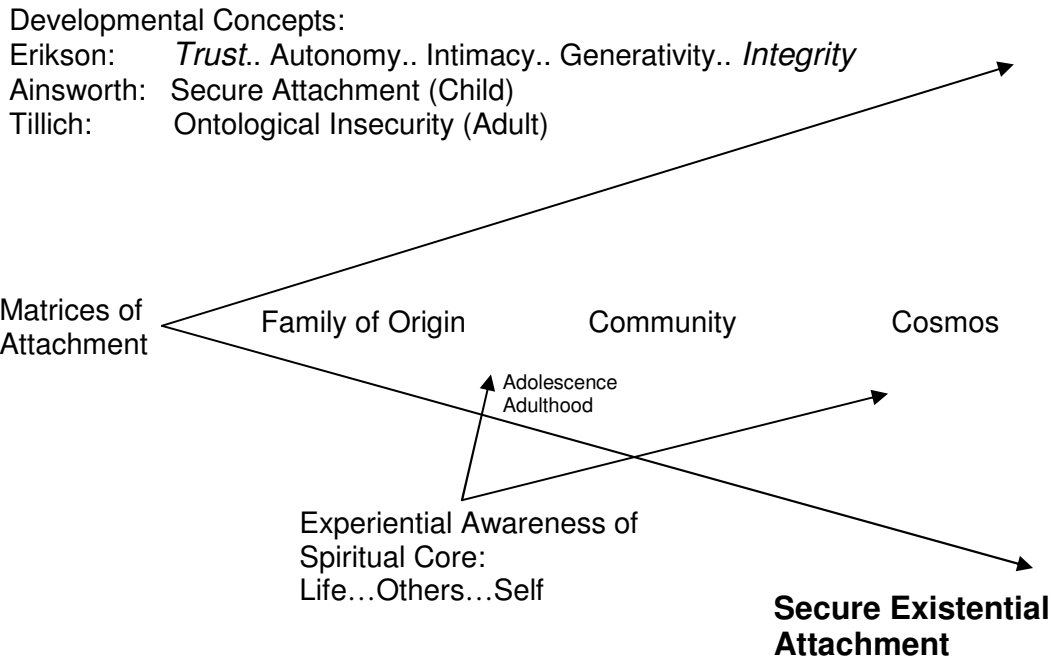 Developmental Concepts:
Erikson: Trust.. Autonomy.. Intimacy.. Generativity.. Integrity
Ainsworth: Secure Attachment (Child)
Tillich: Ontological Insecurity (Adult)
Matrices of
Attachment
Family of Origin
Community
Cosmos
Adolescence
Adulthood
Experiential Awareness of
Spiritual Core:
Life…Others…Self
Secure Existential
Attachment